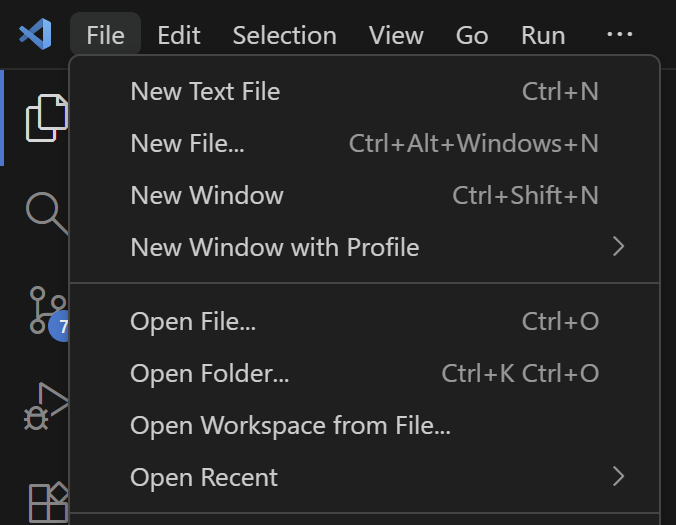 File Edit Selection View Go Run ...
New Text File Ctrl+N
New File... Ctrl+Alt+Windows+N
New Window Ctrl+Shift+N
New Window with Profile
Open File... Ctrl+O
Open Folder... Ctrl+K Ctrl+O
Open Workspace from File...
Open Recent
7